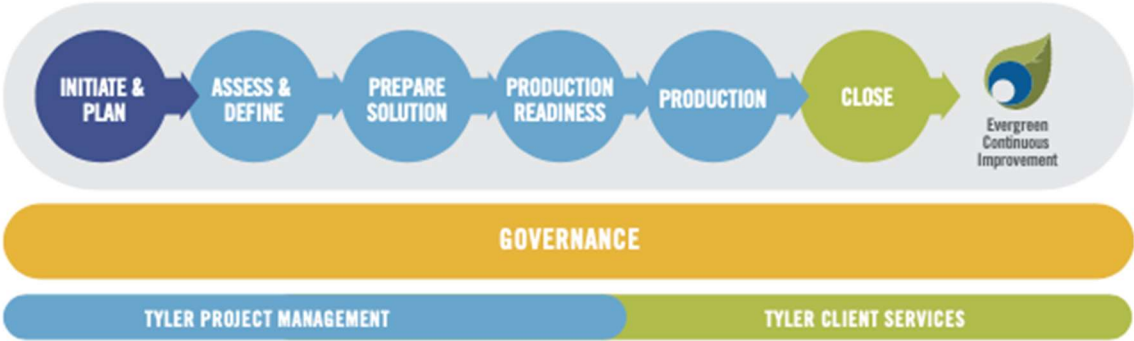 INITIATE &
PLAN
ASSESS &
DEFINE
PREPARE
SOLUTION
PRODUCTION
READINESS
PRODUCTION
CLOSE
Evergreen
Continuous
Improvement
GOVERNANCE
TYLER PROJECT MANAGEMENT
TYLER CLIENT SERVICES